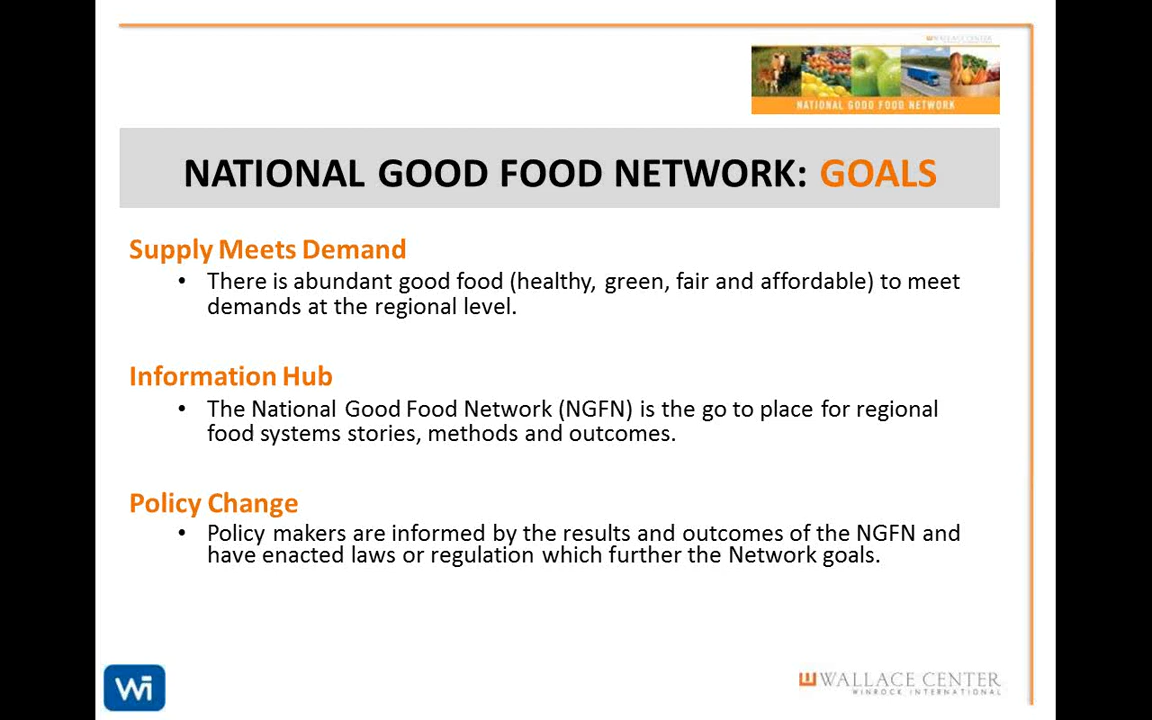 WALLACE CENTER
NATIONAL GOOD FOOD NETWORK
NATIONAL GOOD FOOD NETWORK: GOALS
Supply Meets Demand
• There is abundant good food (healthy, green, fair and affordable) to meet
demands at the regional level.
Information Hub
• The National Good Food Network (NGFN) is the go to place for regional
food systems stories, methods and outcomes.
Policy Change
• Policy makers are informed by the results and outcomes of the NGFN and
have enacted laws or regulation which further the Network goals.
Wi
WALLACE CENTER
WINROCK INTERNATIONAL